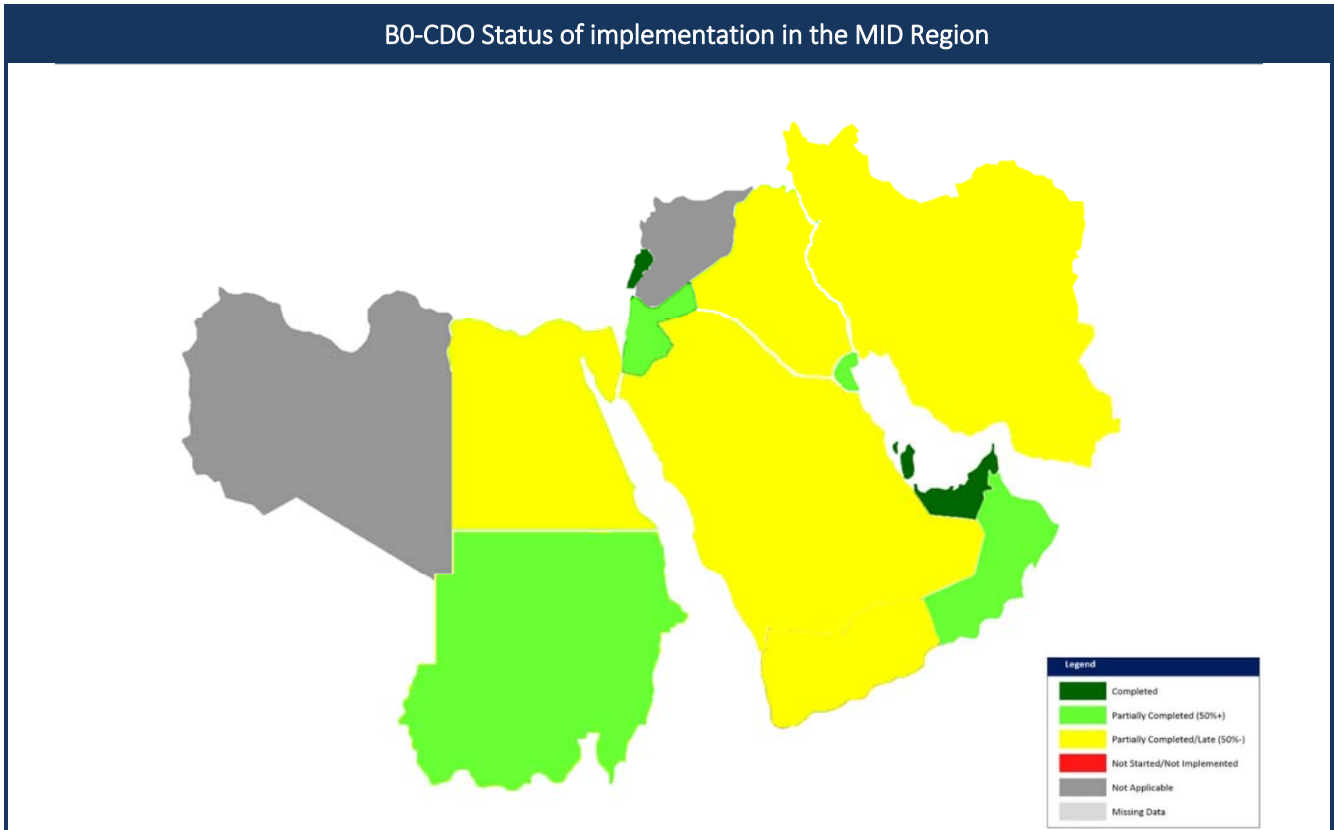 B0-CDO Status of implementation in the MID Region
Legend
Completed
Partially Completed (50%+)
Partially Completed/Late (50%-)
Not Started/Not Implemented
Not Applicable
Missing Data